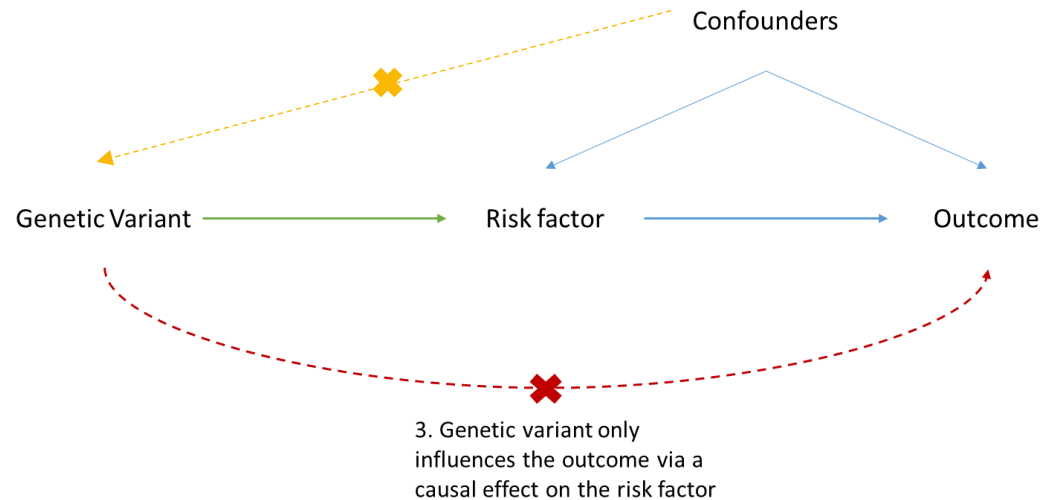 Confounders
Genetic Variant
Risk factor
Outcome
3. Genetic variant only
influences the outcome via a
causal effect on the risk factor